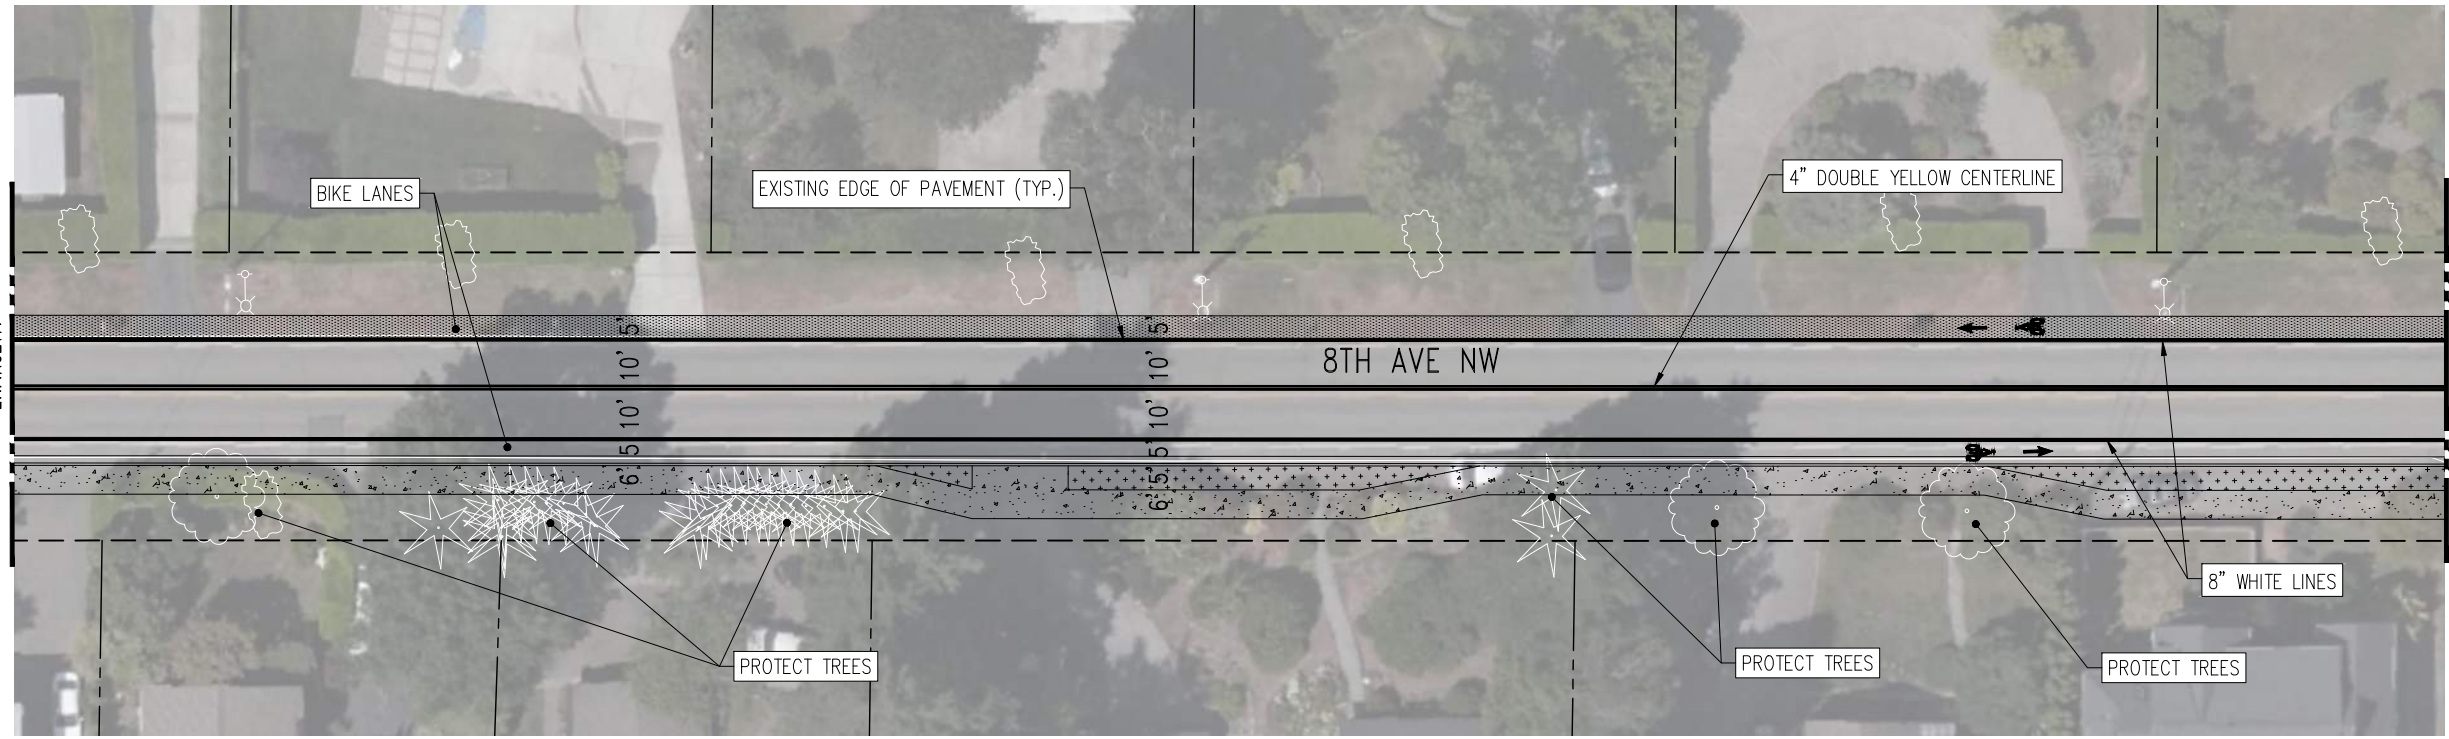 4” DOUBLE YELLOW CENTERLINE
EXISTING EDGE OF PAVEMENT (TYP.)
BIKE LANES
5'
5'
8TH AVE NW
10'
10'
10'
10'
5
5'
6'
5'
6'
8” WHITE LINES
PROTECT TREES
PROTECT TREES
PROTECT TREES